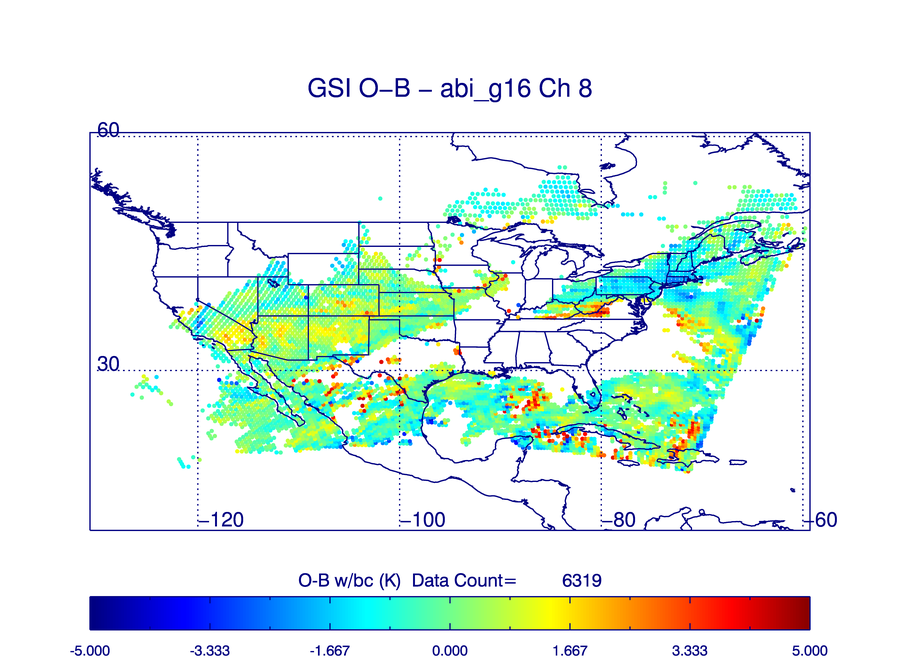 GSI O−B − abi_g16 Ch 8
60
30
−120 −100 −80 −60
O-B w/bc (K) Data Count= 6319
-5.000 -3.333 -1.667 0.000 1.667 3.333 5.000